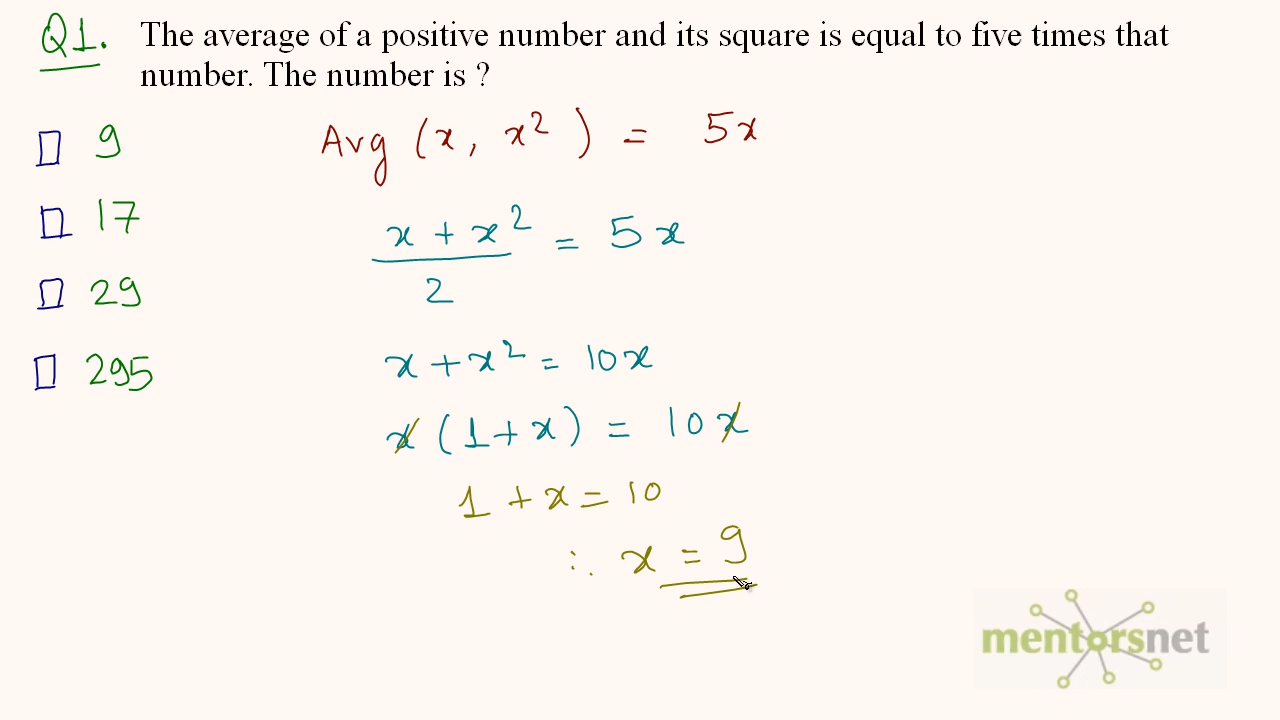 Q1. The average of a positive number and its square is equal to five times that
number. The number is ?
9
17
29
295
Avg (x, x²) = 5x
x + x² = 5x
2
x + x² = 10x
x (1 + x) = 10x
1 + x = 10
∴ x = 9
mentorsnet